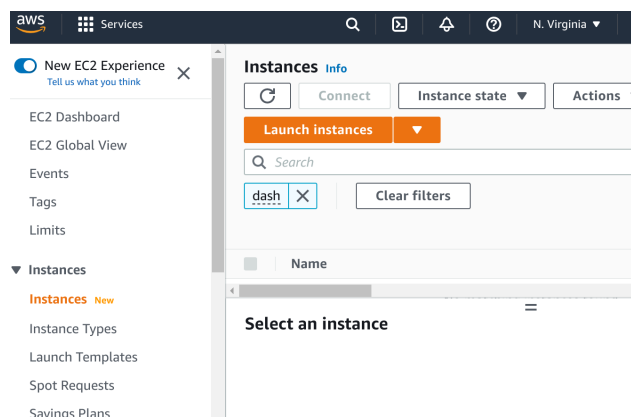 aws Services N. Virginia ▼
New EC2 Experience
Tell us what you think
EC2 Dashboard
EC2 Global View
Events
Tags
Limits
▼ Instances
Instances New
Instance Types
Launch Templates
Spot Requests
Savings Plans
Instances Info
Connect Instance state ▼ Actions
Launch instances ▼
Search
dash Clear filters
Name
Select an instance